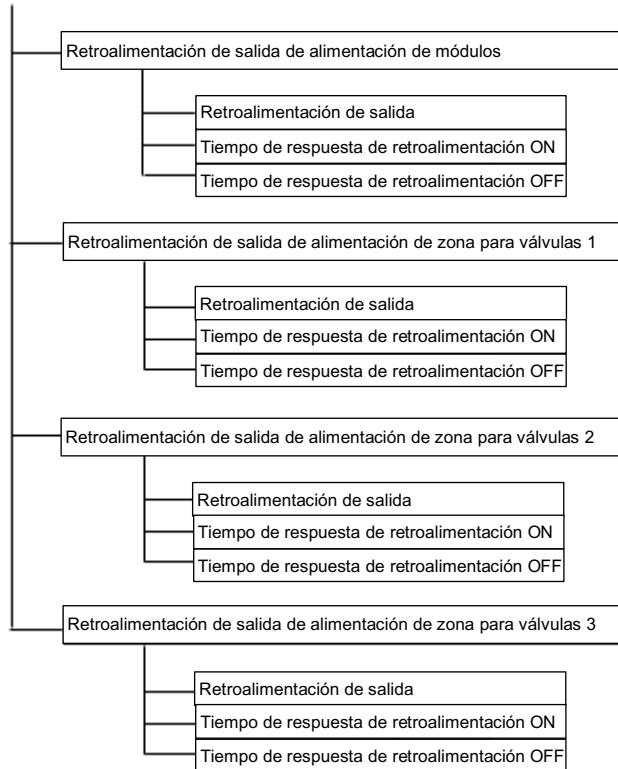 Retroalimentación de salida de alimentación de módulos
Retroalimentación de salida
Tiempo de respuesta de retroalimentación ON
Tiempo de respuesta de retroalimentación OFF
Retroalimentación de salida de alimentación de zona para válvulas 1
Retroalimentación de salida
Tiempo de respuesta de retroalimentación ON
Tiempo de respuesta de retroalimentación OFF
Retroalimentación de salida de alimentación de zona para válvulas 2
Retroalimentación de salida
Tiempo de respuesta de retroalimentación ON
Tiempo de respuesta de retroalimentación OFF
Retroalimentación de salida de alimentación de zona para válvulas 3
Retroalimentación de salida
Tiempo de respuesta de retroalimentación ON
Tiempo de respuesta de retroalimentación OFF